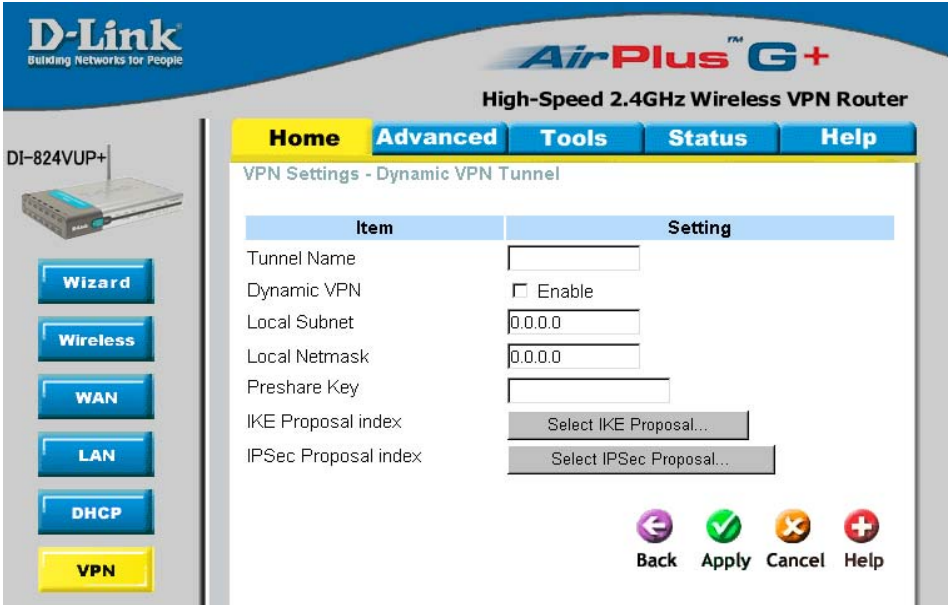 D-Link
Building Networks for People
AirPlus G+
TM
High-Speed 2.4GHz Wireless VPN Router
DI-824VUP+
Home Advanced Tools Status Help
VPN Settings - Dynamic VPN Tunnel
Item Setting
Tunnel Name
Dynamic VPN Enable
Local Subnet 0.0.0.0
Local Netmask 0.0.0.0
Preshare Key
IKE Proposal index Select IKE Proposal...
IPSec Proposal index Select IPSec Proposal...
Wizard
Wireless
WAN
LAN
DHCP
VPN
Back Apply Cancel Help